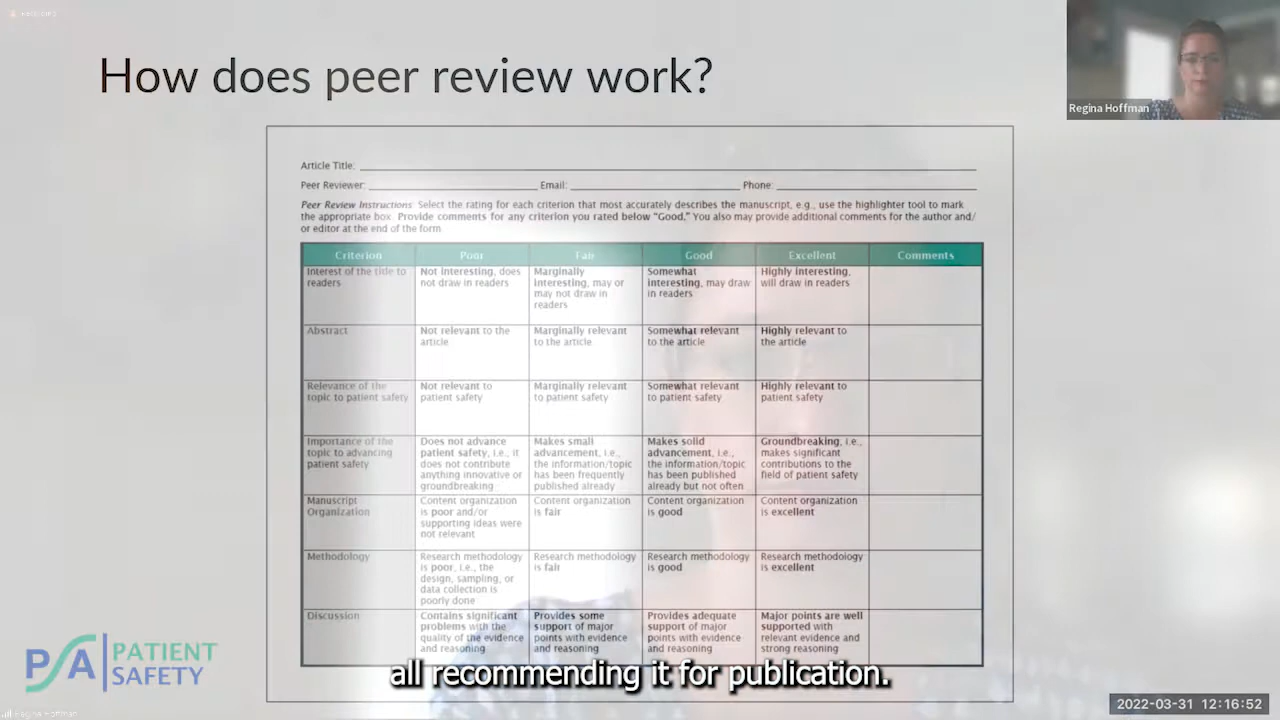 How does peer review work?
Regina Hoffman
Article Title:
Peer Reviewer: Email: Phone:
Peer Review Instructions: Select the rating for each criterion that most accurately describes the manuscript, e.g., use the highlighter tool to mark
the appropriate box. Provide comments for any criterion you rated below "Good." You also may provide additional comments for the author and/
or editor at the end of the form
Criterion Poor Fair Good Excellent Comments
Interest of the title to
readers
Not interesting, does
not draw in readers
Marginally
interesting, may or
may not draw in
readers
Somewhat
interesting, may draw
in readers
Highly interesting,
will draw in readers
Abstract
Not relevant to the
article
Marginally relevant
to the article
Somewhat relevant
to the article
Highly relevant to
the article
Relevance of the
topic to patient safety
Not relevant to
patient safety
Marginally relevant
to patient safety
Somewhat relevant
to patient safety
Highly relevant to
patient safety
Importance of the
topic to advancing
patient safety
Does not advance
patient safety, i.e., it
does not contribute
anything innovative or
groundbreaking
Makes small
advancement, i.e.,
the information/topic
has been frequently
published already
Makes solid
advancement, i.e.,
the information/topic
has been published
already but not often
Groundbreaking, i.e.,
makes significant
contributions to the
field of patient safety
Manuscript
Organization
Content organization
is poor and/or
supporting ideas were
not relevant
Content organization
is fair
Content organization
is good
Content organization
is excellent
Methodology
Research methodology
is poor, i.e., the
design, sampling, or
data collection is
poorly done
Research methodology
is fair
Research methodology
is good
Research methodology
is excellent
Discussion
Contains significant
problems with the
quality of the evidence
and reasoning
Provides some
support of major
points with evidence
and reasoning
Provides adequate
support of major
points with evidence
and reasoning
Major points are well
supported with
relevant evidence and
strong reasoning
PSA PATIENT
SAFETY
all recommending it for publication.
Regina Hoffman
2022-03-31 12:16:52